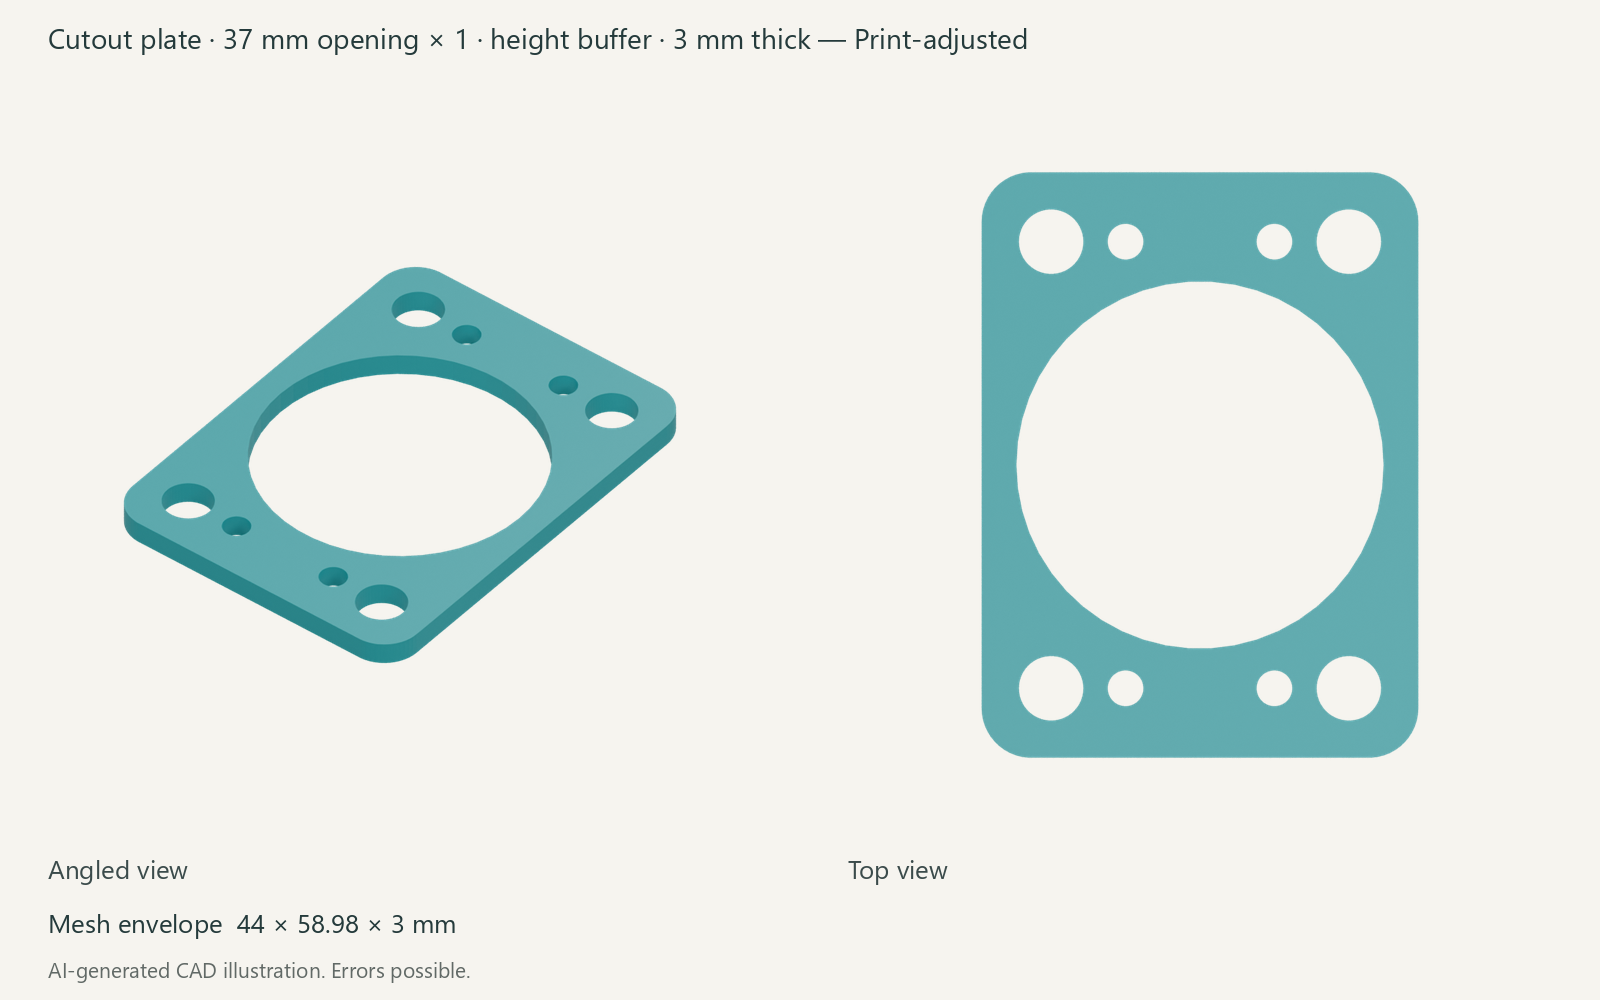 Cutout plate · 37 mm opening × 1 · height buffer · 3 mm thick — Print-adjusted
Angled view
Top view
Mesh envelope 44 × 58.98 × 3 mm
AI-generated CAD illustration. Errors possible.